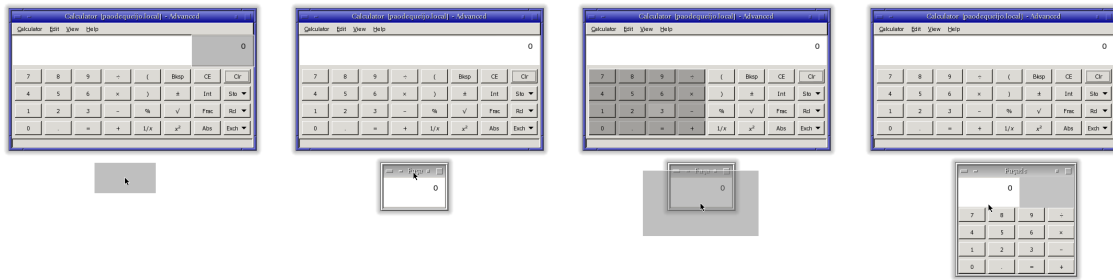 Calculator [paodequeijo.local] - Advanced
Calculator Edit View Help
0
7 8 9 ÷ ( Bksp CE Clr
4 5 6 × ) ± Int Sto
1 2 3 − % √ Frac Rcl
0 . = + 1/x x² Abs Exch
Calculator [paodequeijo.local] - Advanced
Calculator Edit View Help
0
7 8 9 ÷ ( Bksp CE Clr
4 5 6 × ) ± Int Sto
1 2 3 − % √ Frac Rcl
0 . = + 1/x x² Abs Exch
0
Calculator [paodequeijo.local] - Advanced
Calculator Edit View Help
0
7 8 9 ÷ ( Bksp CE Clr
4 5 6 × ) ± Int Sto
1 2 3 − % √ Frac Rcl
0 . = + 1/x x² Abs Exch
0
Calculator [paodequeijo.local] - Advanced
Calculator Edit View Help
0
7 8 9 ÷ ( Bksp CE Clr
4 5 6 × ) ± Int Sto
1 2 3 − % √ Frac Rcl
0 . = + 1/x x² Abs Exch
Façade
0
7 8 9 ÷
4 5 6 ×
1 2 3 −
0 . = +